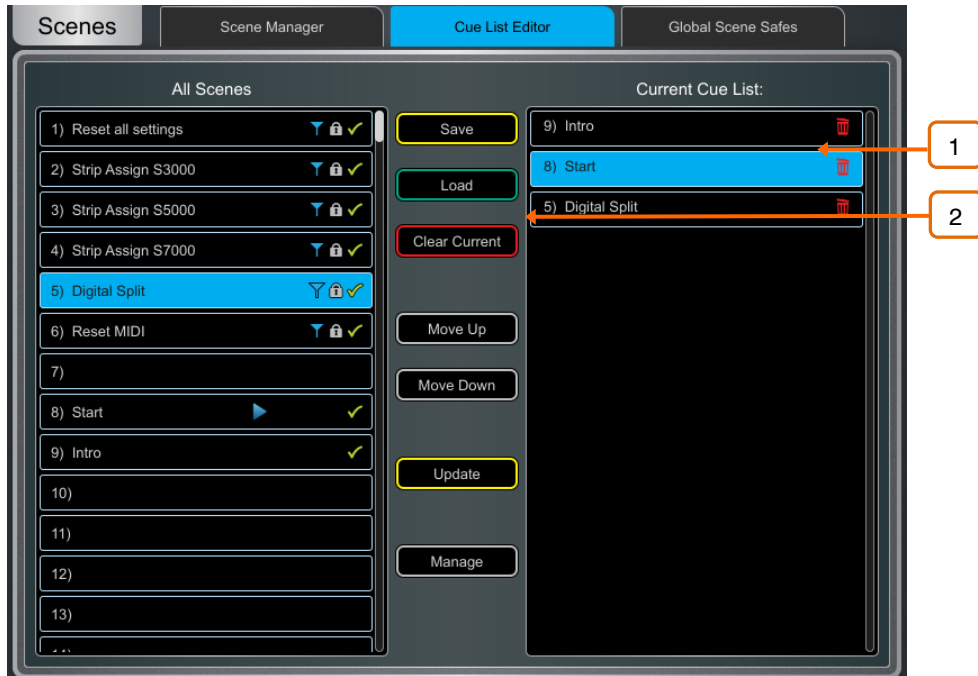 Scenes
Scene Manager
Cue List Editor
Global Scene Safes
All Scenes
1) Reset all settings
2) Strip Assign S3000
3) Strip Assign S5000
4) Strip Assign S7000
5) Digital Split
6) Reset MIDI
7)
8) Start
9) Intro
10)
11)
12)
13)
Save
Load
Clear Current
Move Up
Move Down
Update
Manage
Current Cue List:
9) Intro
8) Start
5) Digital Split
1
2